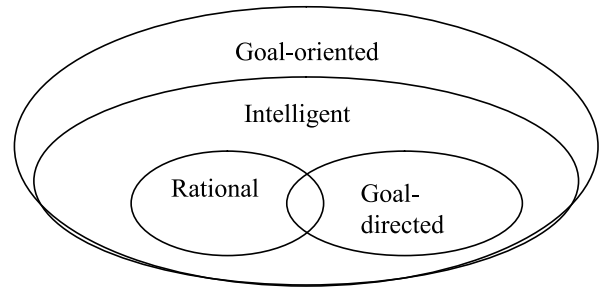 Goal-oriented
Intelligent
Rational
Goal-
directed